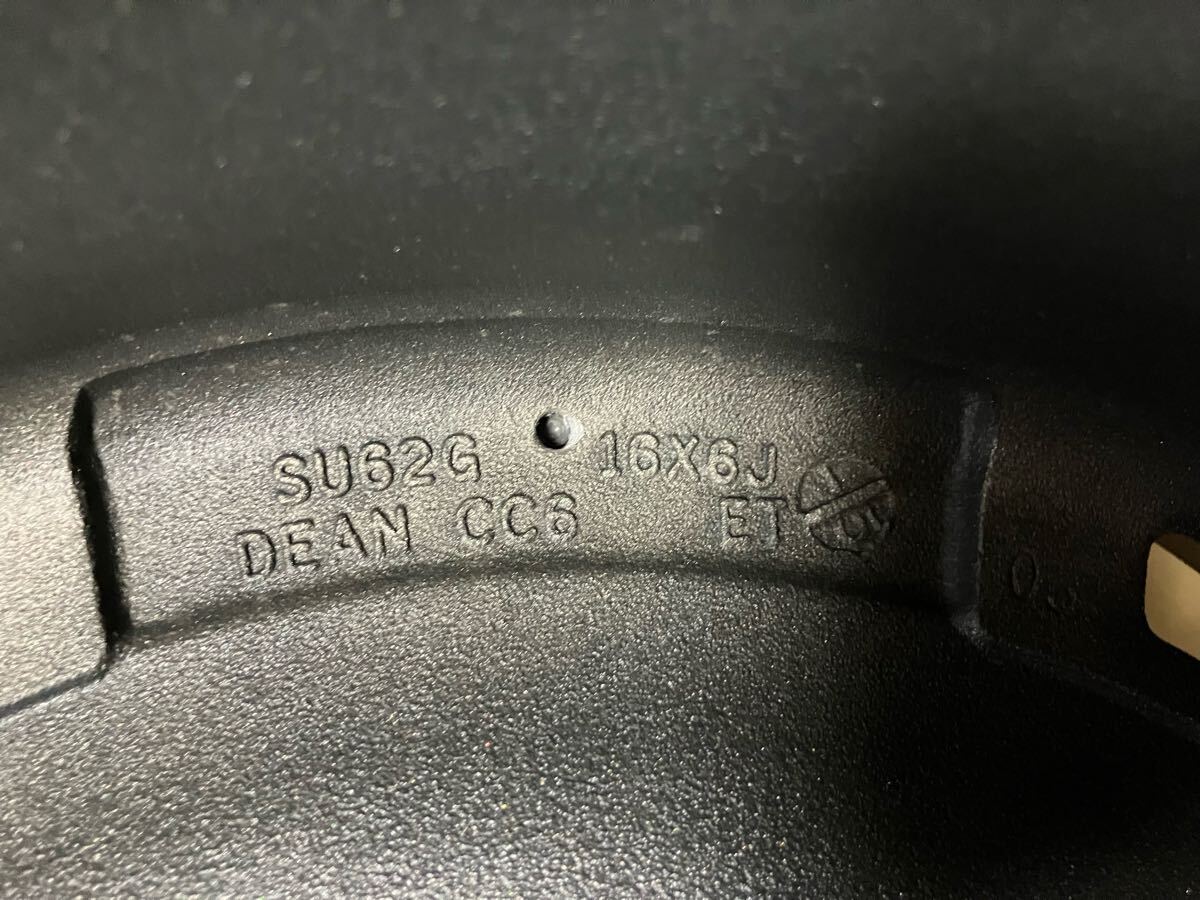 SU62G 16X6J
DEAN CC6 ET